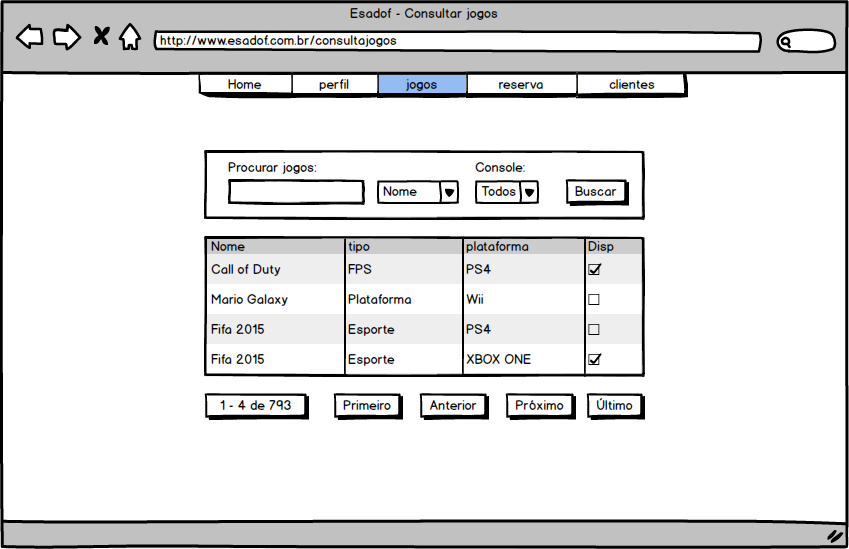 Esadof - Consultar jogos
http://www.esadof.com.br/consultajogos
Home perfil jogos reserva clientes
Procurar jogos: Console:
Nome Todos Buscar
Nome tipo plataforma Disp
Call of Duty FPS PS4
Mario Galaxy Plataforma Wii
Fifa 2015 Esporte PS4
Fifa 2015 Esporte XBOX ONE
1 - 4 de 793 Primeiro Anterior Próximo Último